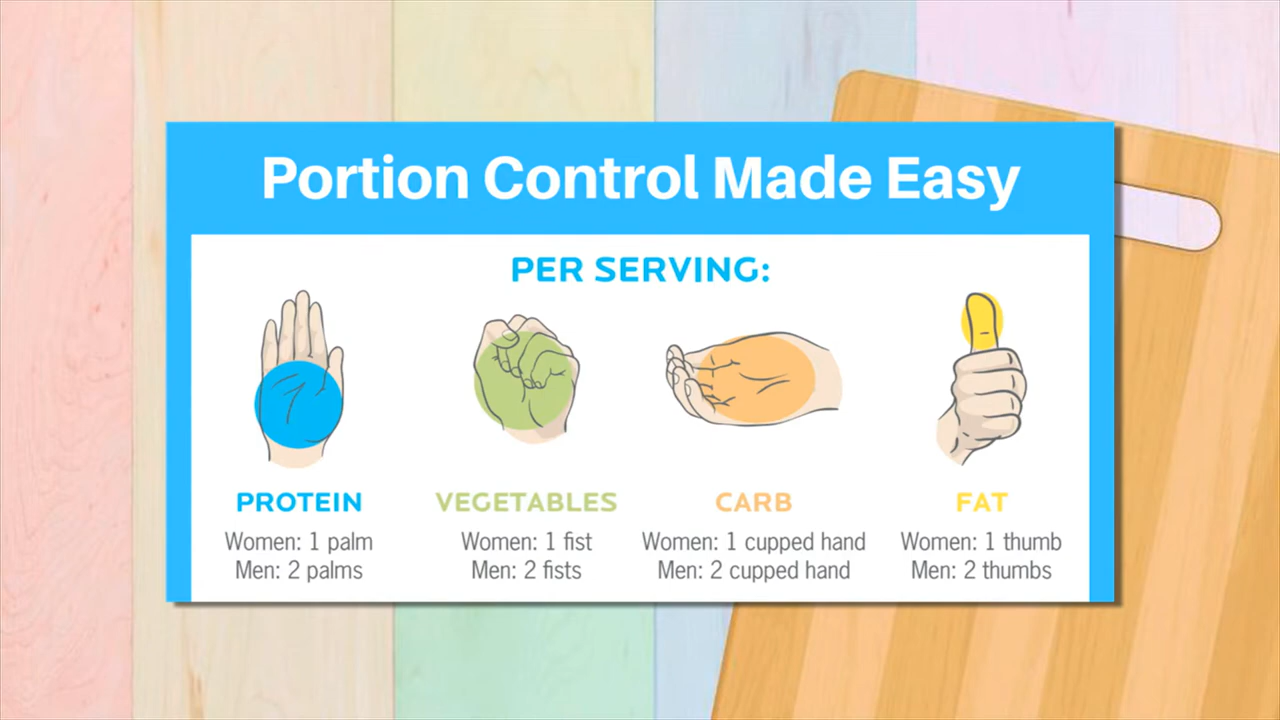 Portion Control Made Easy
PER SERVING:
PROTEIN
Women: 1 palm
Men: 2 palms
VEGETABLES
Women: 1 fist
Men: 2 fists
CARB
Women: 1 cupped hand
Men: 2 cupped hand
FAT
Women: 1 thumb
Men: 2 thumbs